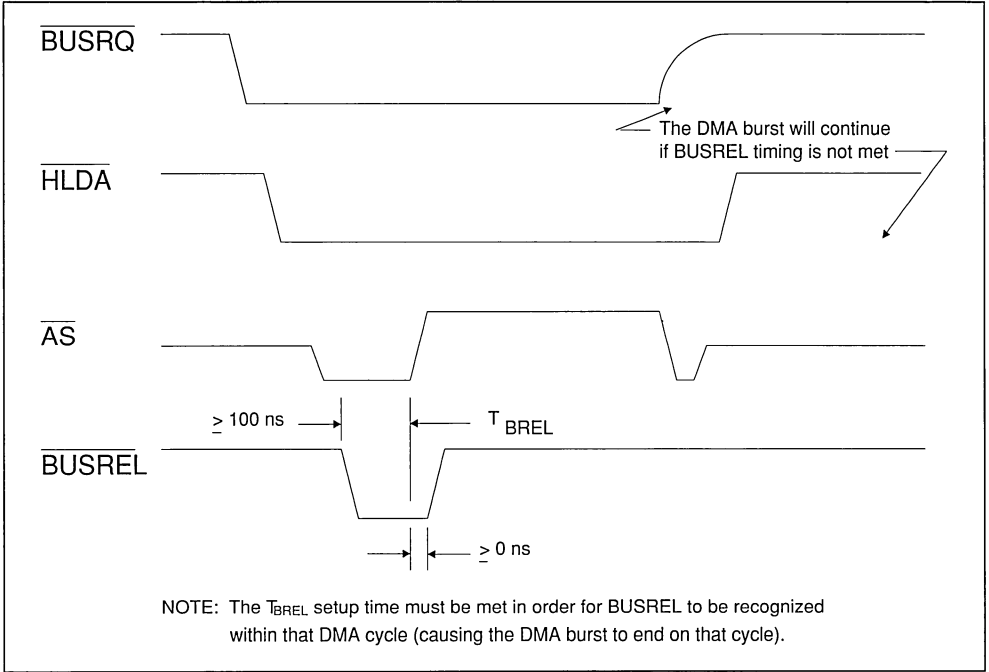 BUSRQ
The DMA burst will continue
if BUSREL timing is not met
HLDA
AS
≥ 100 ns
T BREL
BUSREL
≥ 0 ns
NOTE: The TBREL setup time must be met in order for BUSREL to be recognized
within that DMA cycle (causing the DMA burst to end on that cycle).